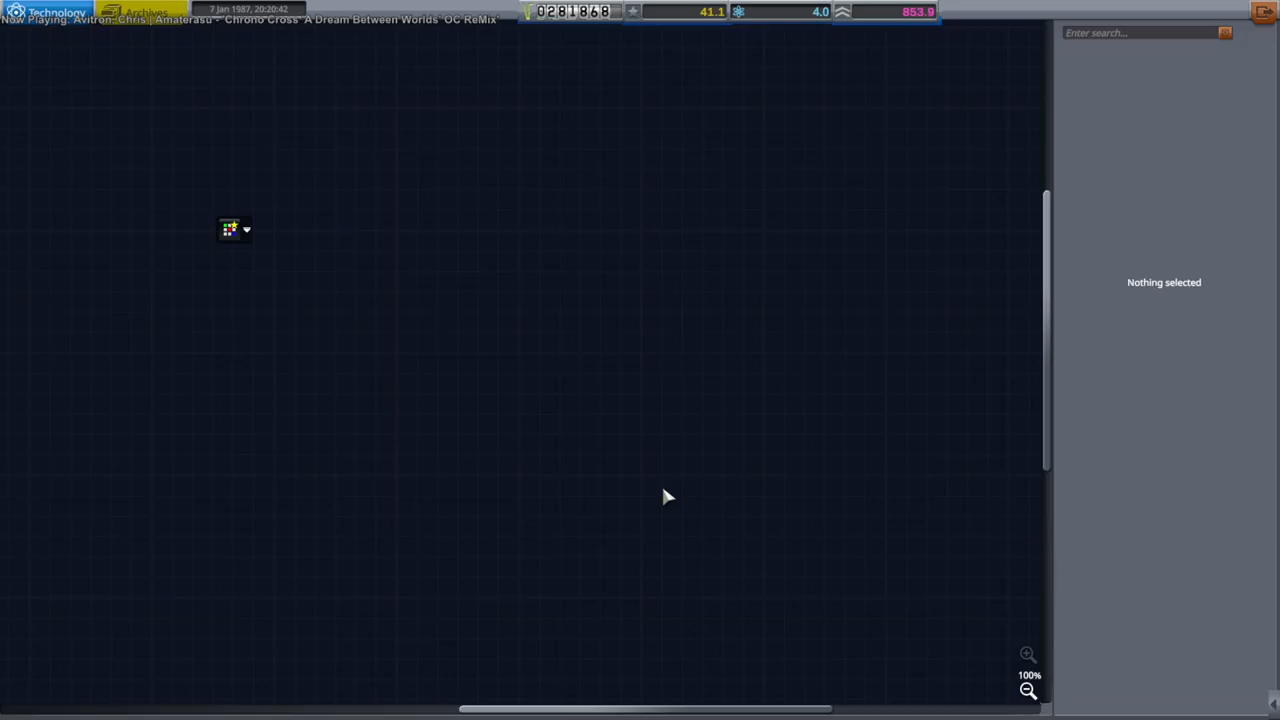 Technology
Archives
7 Jan 1987, 20:20:42
0281868
41.1
4.0
853.9
Now Playing: Avitron, Chris | Amaterasu - 'Chrono Cross 'A Dream Between Worlds' OC ReMix'
Enter search...
Nothing selected
100%